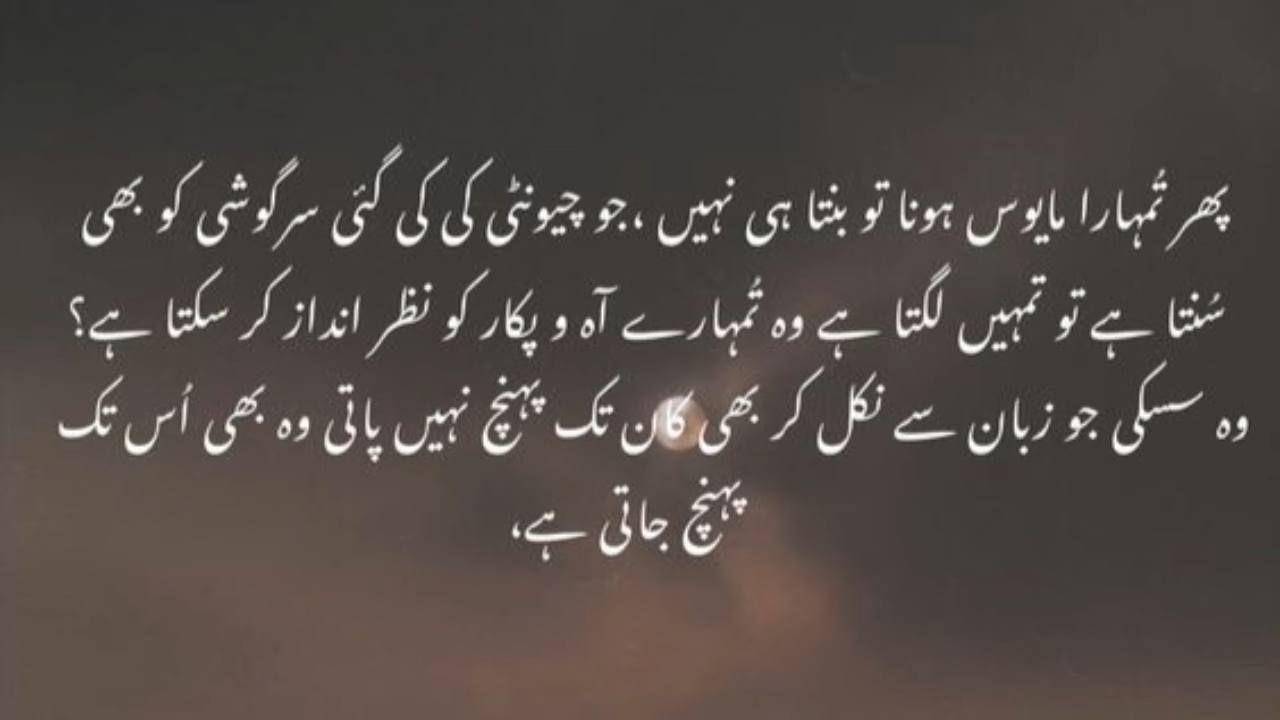 پھر تُمہارا مایوس ہونا تو بنتا ہی نہیں ،جو چیونٹی کی کی گئی سرگوشی کو بھی
سُنتا ہے تو تمہیں لگتا ہے وہ تُمہارے آہ و پکار کو نظر انداز کر سکتا ہے؟
وہ سسکی جو زبان سے نکل کر بھی کان تک پہنچ نہیں پاتی وہ بھی اُس تک
پہنچ جاتی ہے،